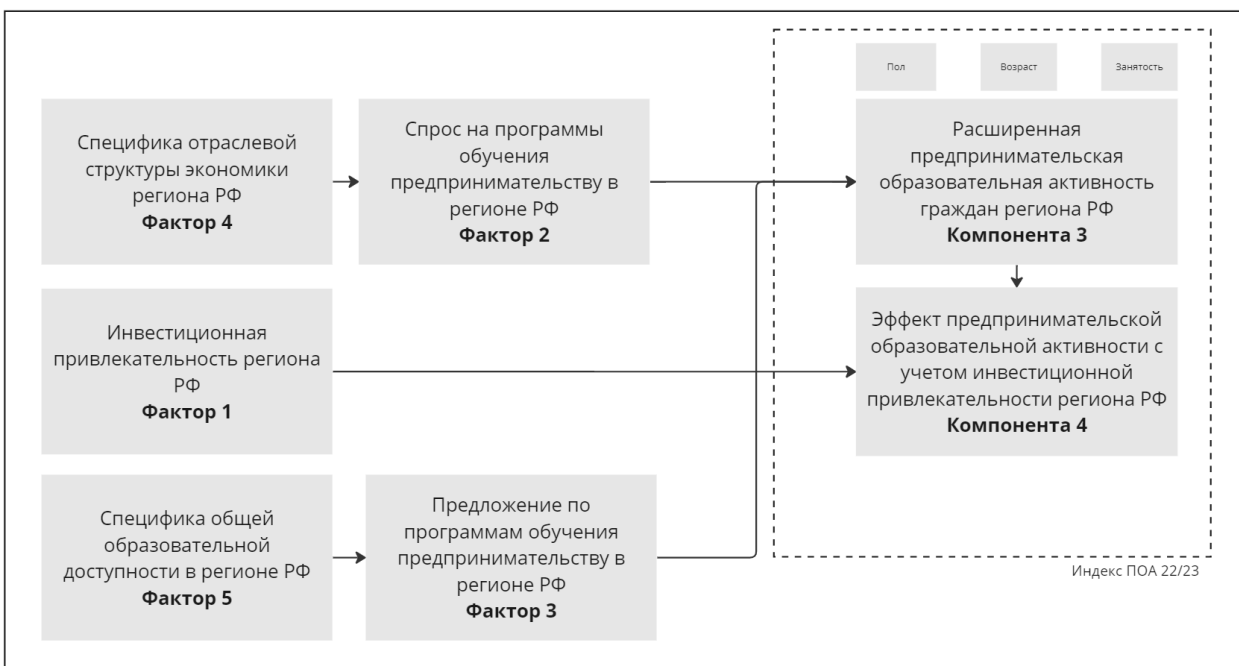 Пол
Возраст
Занятость
Специфика отраслевой
структуры экономики
региона РФ
Фактор 4
Спрос на программы
обучения
предпринимательству в
регионе РФ
Фактор 2
Расширенная
предпринимательская
образовательная активность
граждан региона РФ
Компонента 3
Инвестиционная
привлекательность региона
РФ
Фактор 1
Эффект предпринимательской
образовательной активности с
учетом инвестиционной
привлекательности региона РФ
Компонента 4
Специфика общей
образовательной
доступности в регионе РФ
Фактор 5
Предложение по
программам обучения
предпринимательству в
регионе РФ
Фактор 3
Индекс ПОА 22/23